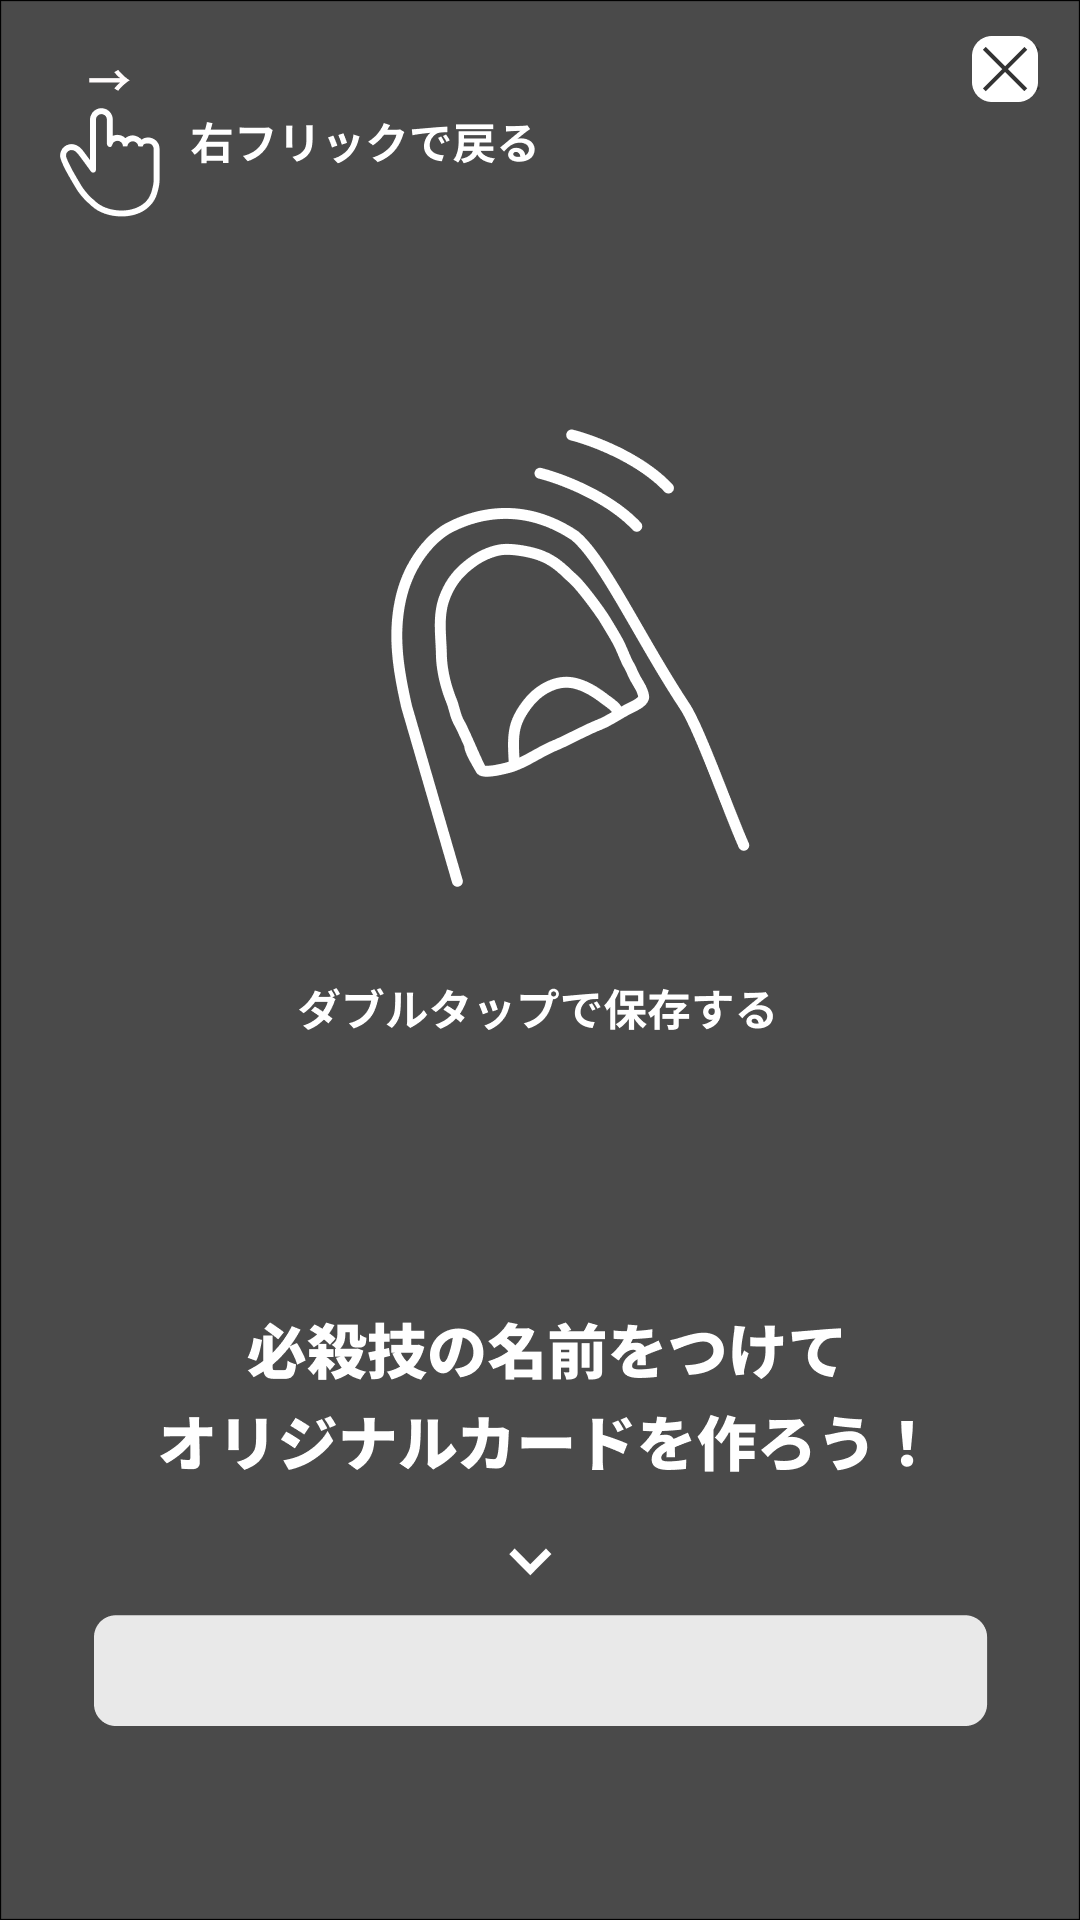 右フリックで戻る
ダブルタップで保存する
必殺技の名前をつけて
オリジナルカードを作ろう！